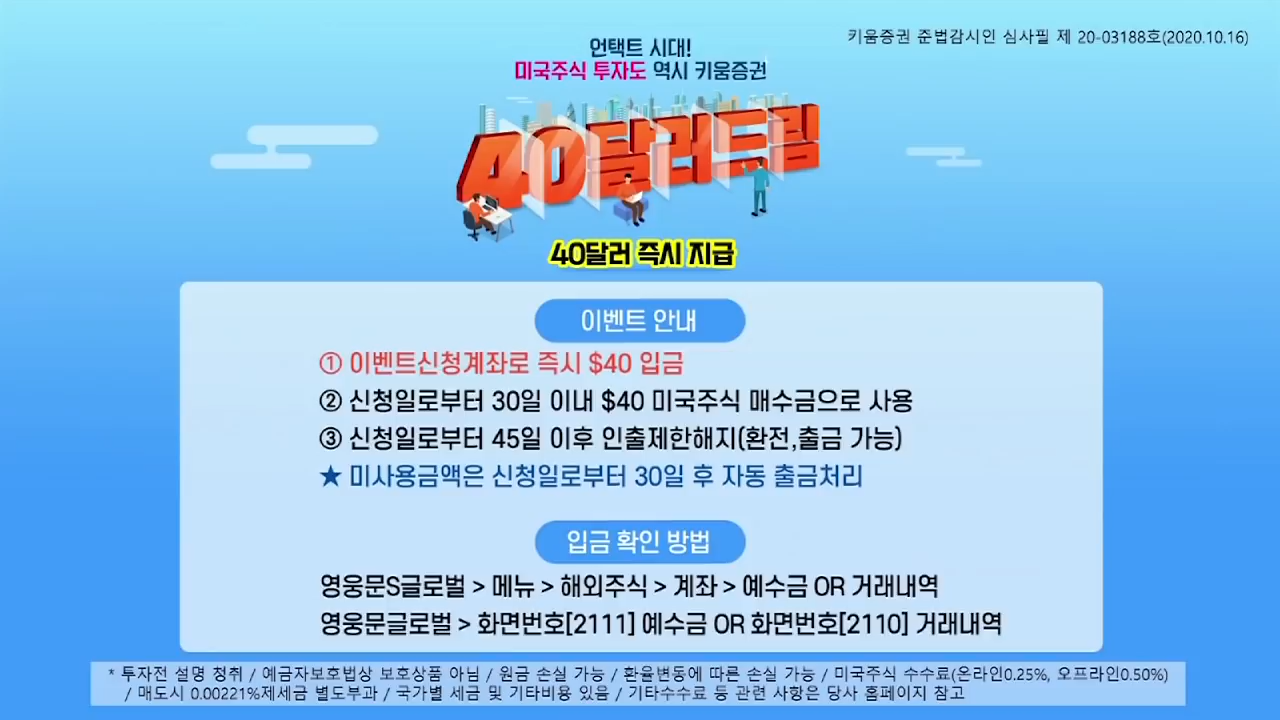 키움증권 준법감시인 심사필 제 20-03188호(2020.10.16)
언택트 시대!
미국주식 투자도 역시 키움증권
40달러드림
40달러 즉시 지급
이벤트 안내
① 이벤트신청계좌로 즉시 $40 입금
② 신청일로부터 30일 이내 $40 미국주식 매수금으로 사용
③ 신청일로부터 45일 이후 인출제한해지(환전,출금 가능)
★ 미사용금액은 신청일로부터 30일 후 자동 출금처리
입금 확인 방법
영웅문S글로벌 > 메뉴 > 해외주식 > 계좌 > 예수금 OR 거래내역
영웅문글로벌 > 화면번호[2111] 예수금 OR 화면번호[2110] 거래내역
* 투자전 설명 청취 / 예금자보호법상 보호상품 아님 / 원금 손실 가능 / 환율변동에 따른 손실 가능 / 미국주식 수수료(온라인0.25%, 오프라인0.50%)
/ 매도시 0.00221%제세금 별도부과 / 국가별 세금 및 기타비용 있음 / 기타수수료 등 관련 사항은 당사 홈페이지 참고